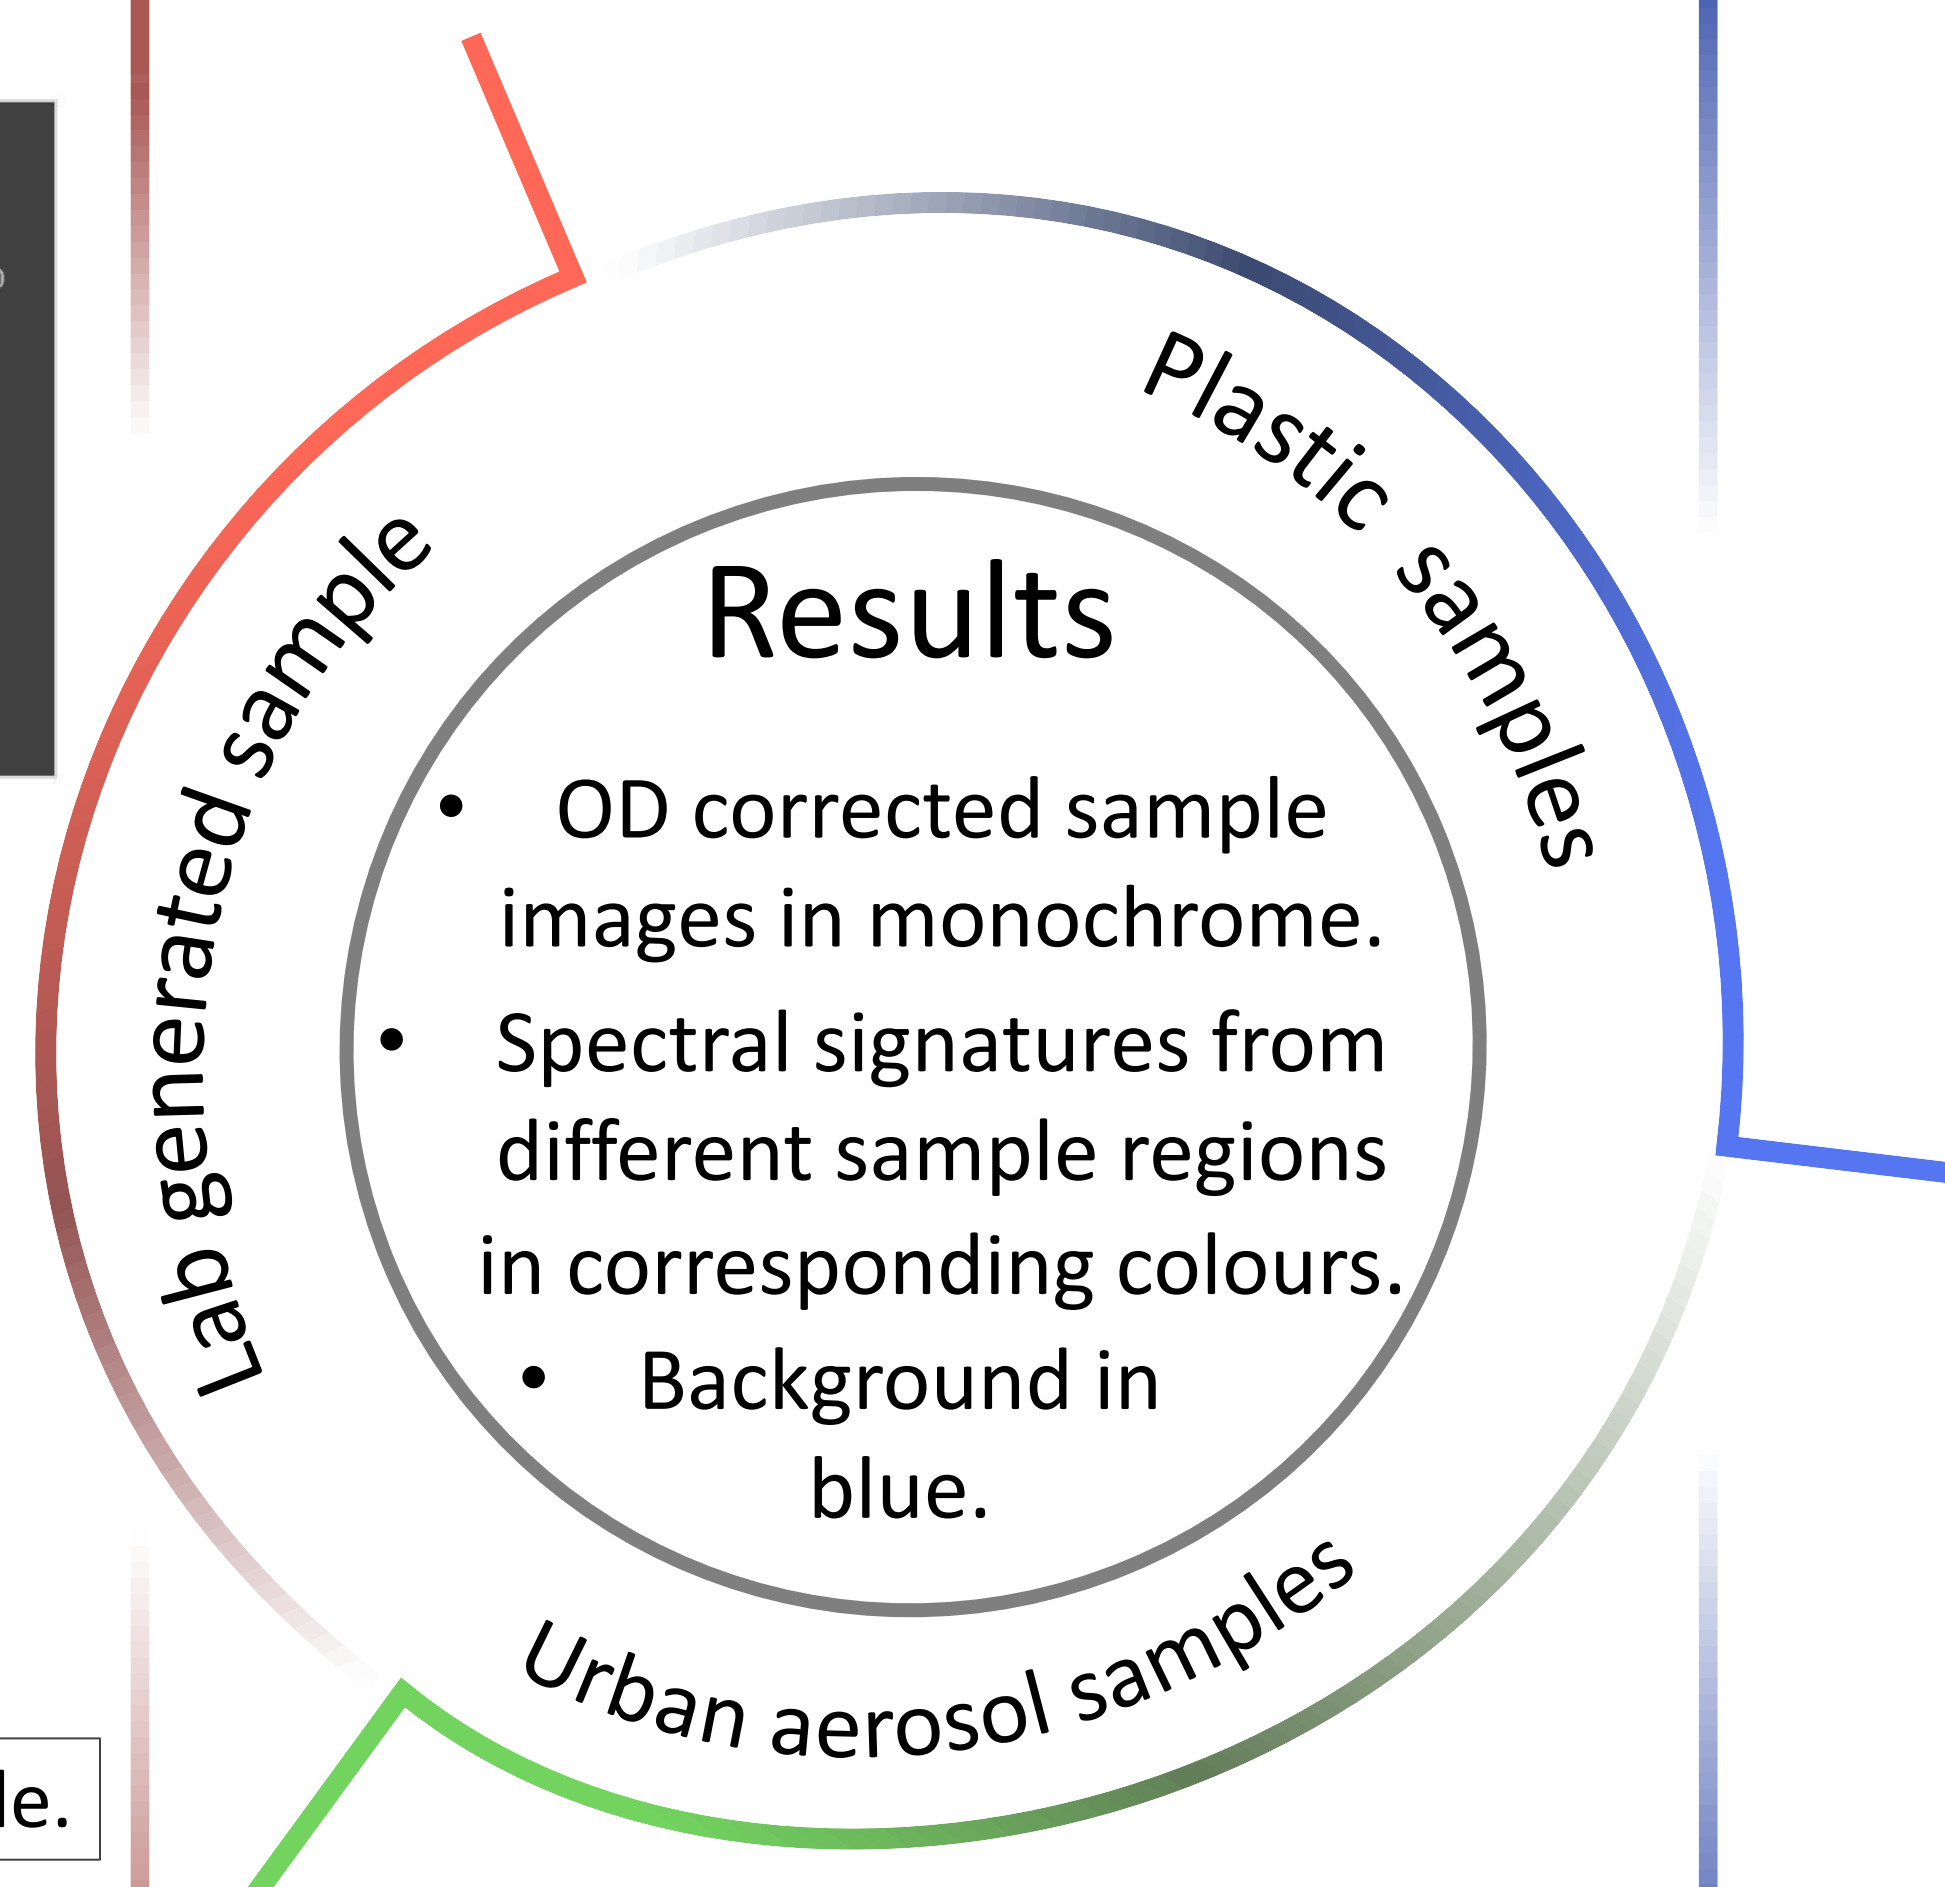 Plastic samples
Lab generated sample
Results
• OD corrected sample
images in monochrome.
• Spectral signatures from
different sample regions
in corresponding colours.
• Background in
blue.
Urban aerosol samples
le.